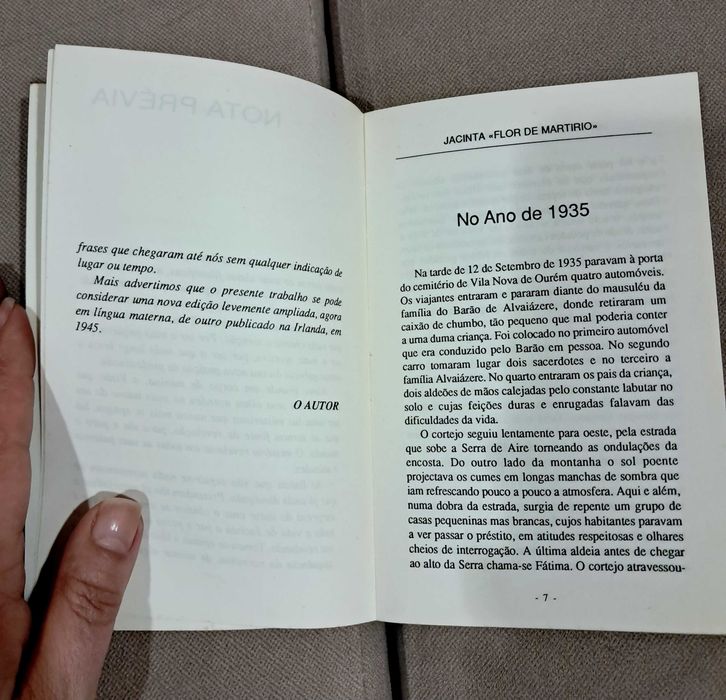 NOTA PRÉVIA
frases que chegaram até nós sem qualquer indicação de
lugar ou tempo.
Mais advertimos que o presente trabalho se pode
considerar uma nova edição levemente ampliada, agora
em língua materna, de outro publicado na Irlanda, em
1945.
O AUTOR
JACINTA «FLOR DE MARTIRIO»
No Ano de 1935
Na tarde de 12 de Setembro de 1935 paravam à porta
do cemitério de Vila Nova de Ourém quatro automóveis.
Os viajantes entraram e pararam diante do mausuléu da
família do Barão de Alvaiázere, donde retiraram um
caixão de chumbo, tão pequeno que mal poderia conter
a uma duma criança. Foi colocado no primeiro automóvel
que era conduzido pelo Barão em pessoa. No segundo
carro tomaram lugar dois sacerdotes e no terceiro a
família Alvaiázere. No quarto entraram os pais da criança,
dois aldeões de mãos calejadas pelo constante labutar no
solo e cujas feições duras e enrugadas falavam das
dificuldades da vida.
O cortejo seguiu lentamente para oeste, pela estrada
que sobe a Serra de Aire torneando as ondulações da
encosta. Do outro lado da montanha o sol poente
projectava os cumes em longas manchas de sombra que
iam refrescando pouco a pouco a atmosfera. Aqui e além,
numa dobra da estrada, surgia de repente um grupo de
casas pequeninas mas brancas, cujos habitantes paravam
a ver passar o préstito, em atitudes respeitosas e olhares
cheios de interrogação. A última aldeia antes de chegar
ao alto da Serra chama-se Fátima. O cortejo atravessou-
- 7 -